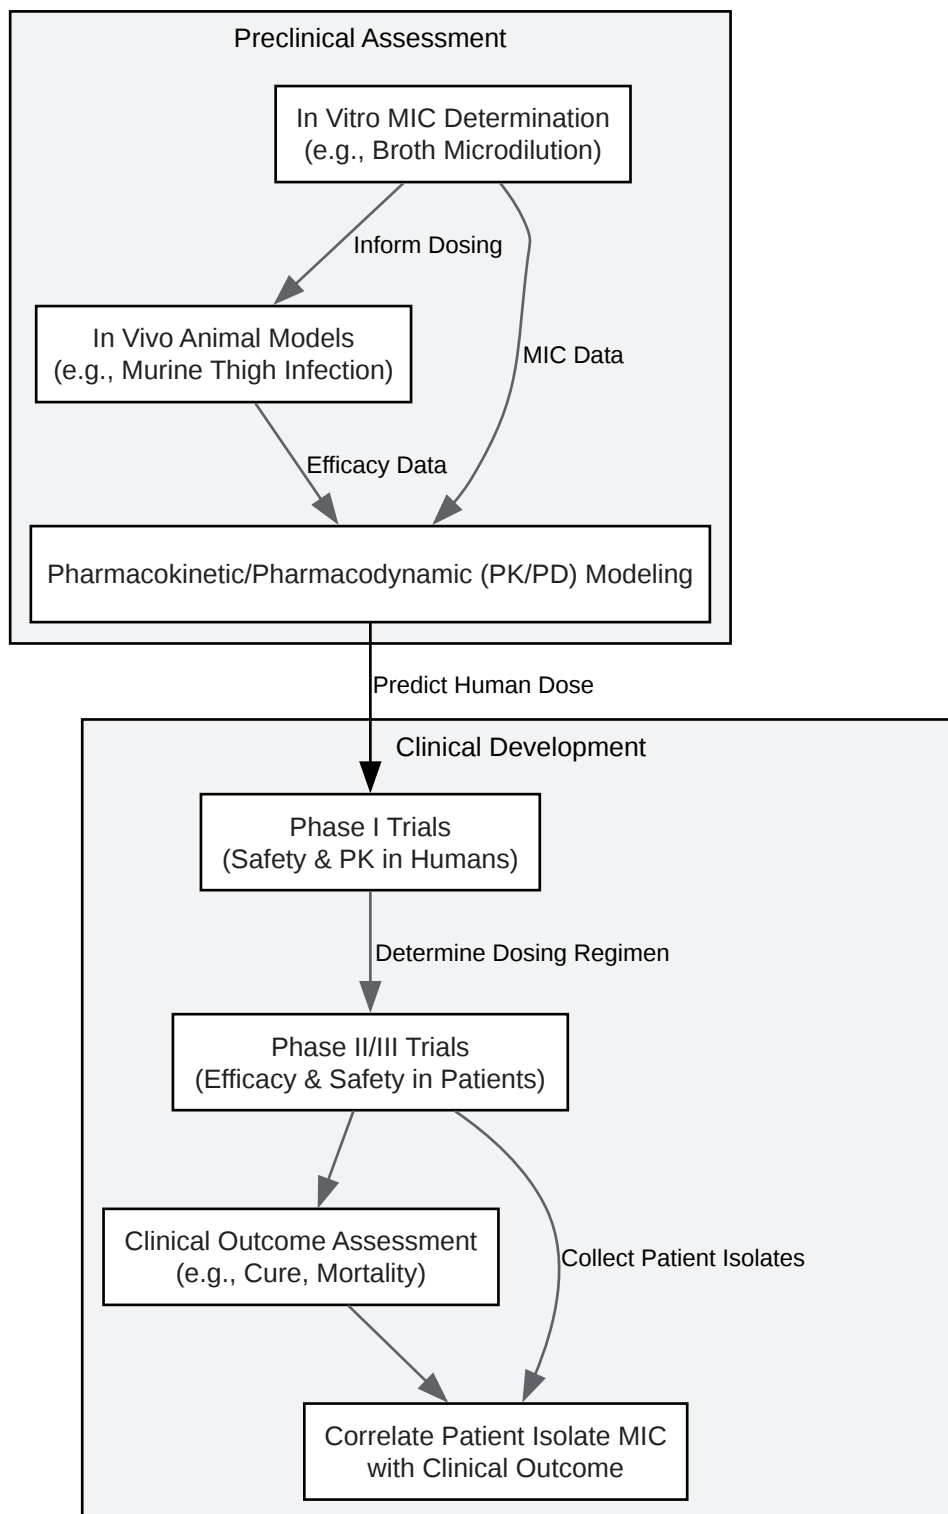 Preclinical Assessment
In Vitro MIC Determination
(e.g., Broth Microdilution)
Inform Dosing
In Vivo Animal Models
(e.g., Murine Thigh Infection)
MIC Data
Efficacy Data
Pharmacokinetic/Pharmacodynamic (PK/PD) Modeling
Predict Human Dose
Clinical Development
Phase I Trials
(Safety & PK in Humans)
Determine Dosing Regimen
Phase II/III Trials
(Efficacy & Safety in Patients)
Clinical Outcome Assessment
(e.g., Cure, Mortality)
Collect Patient Isolates
Correlate Patient Isolate MIC
with Clinical Outcome